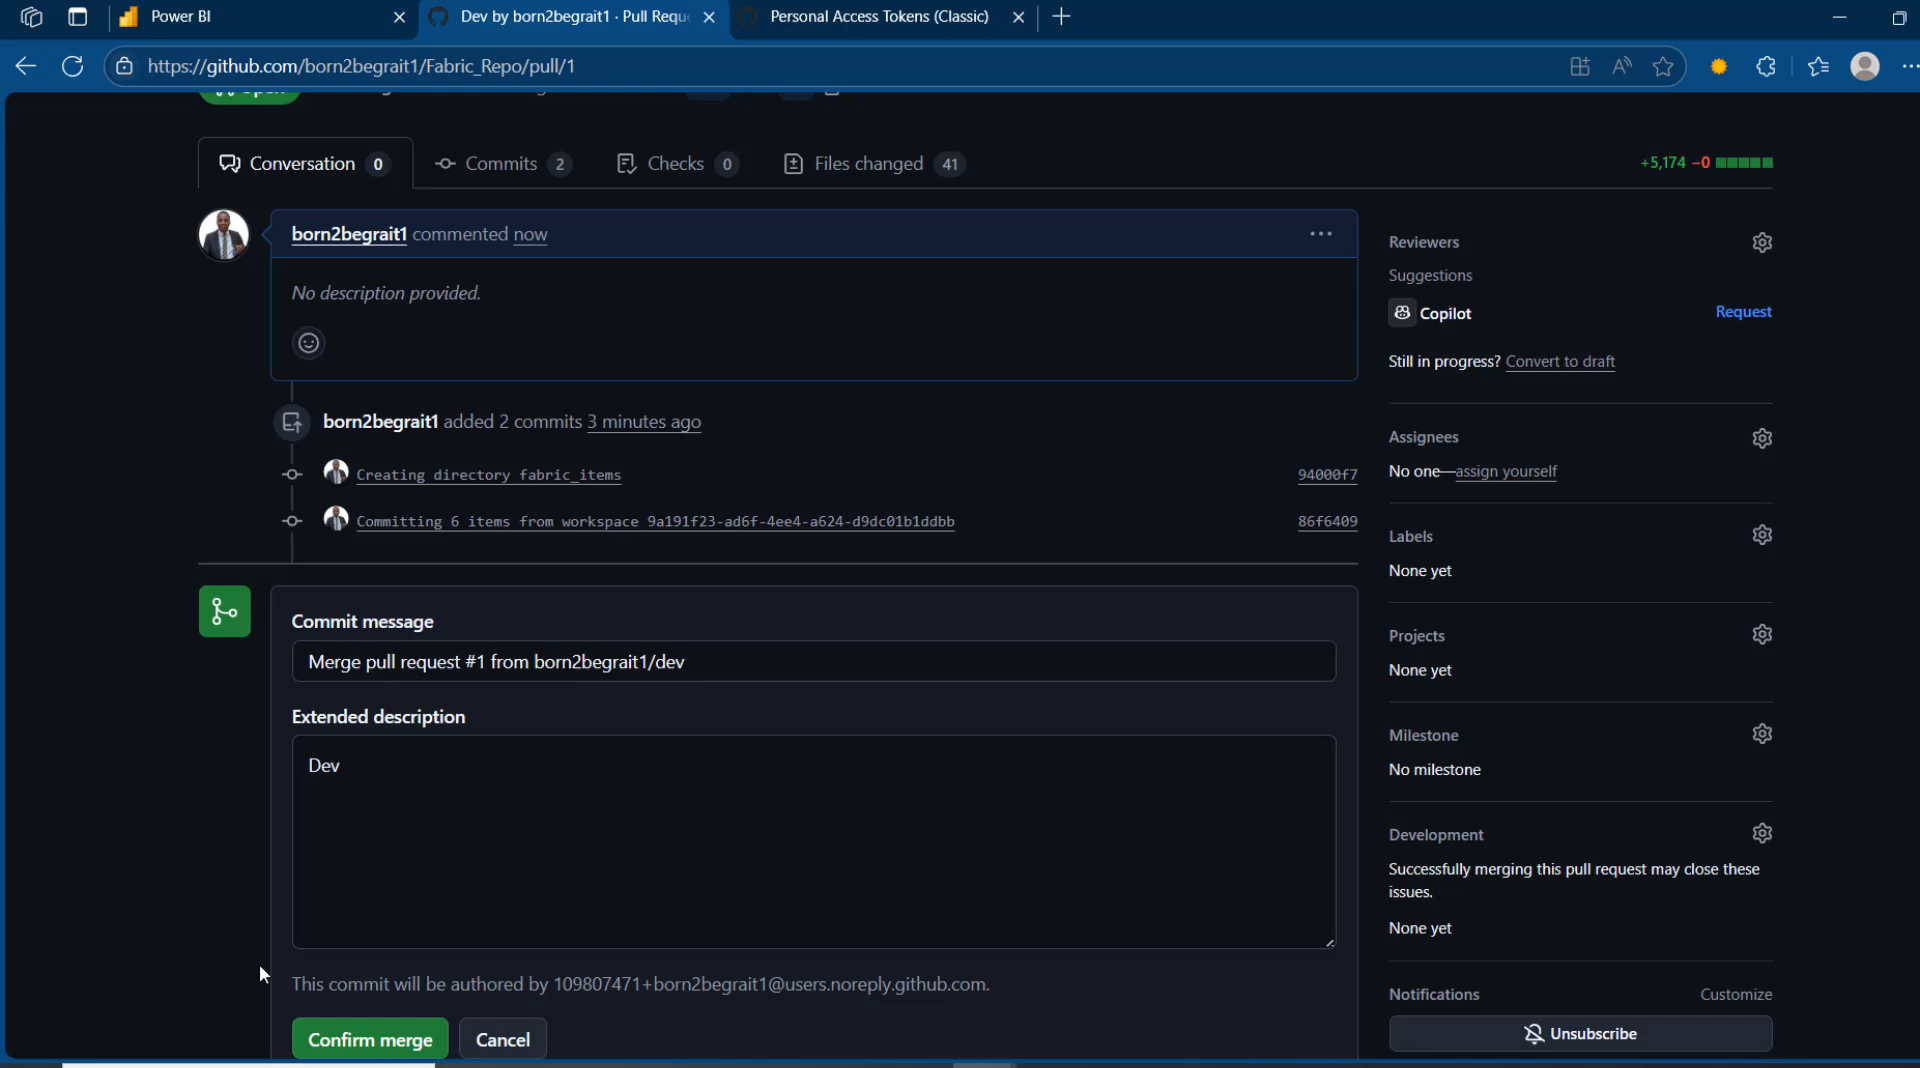 Power BI
Dev by born2begrait1 · Pull Requ
Personal Access Tokens (Classic)
https://github.com/born2begrait1/Fabric_Repo/pull/1
Conversation 0
Commits 2
Checks 0
Files changed 41
+5,174 −0
born2begrait1 commented now
No description provided.
born2begrait1 added 2 commits 3 minutes ago
Creating directory fabric_items 94000f7
Committing 6 items from workspace 9a191f23-ad6f-4ee4-a624-d9dc01b1ddbb 86f6409
Commit message
Merge pull request #1 from born2begrait1/dev
Extended description
Dev
This commit will be authored by 109807471+born2begrait1@users.noreply.github.com.
Confirm merge
Cancel
Reviewers
Suggestions
Copilot Request
Still in progress? Convert to draft
Assignees
No one—assign yourself
Labels
None yet
Projects
None yet
Milestone
No milestone
Development
Successfully merging this pull request may close these
issues.
None yet
Notifications Customize
Unsubscribe